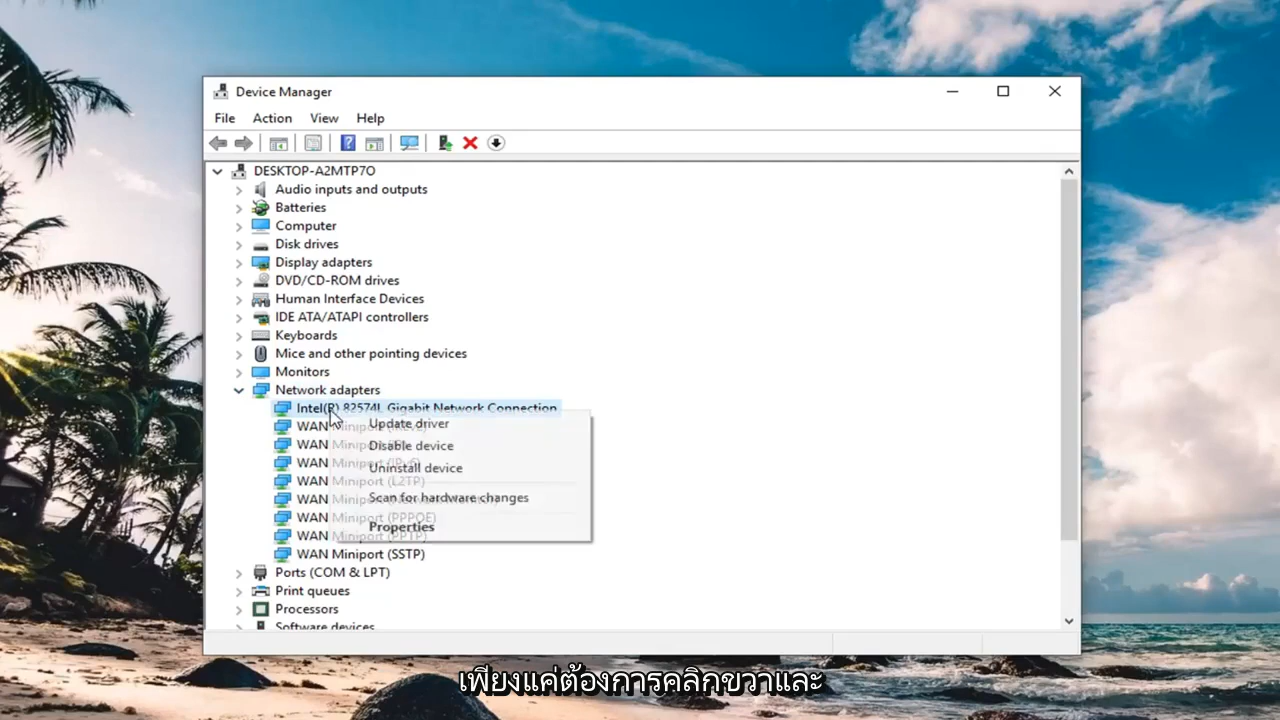 Device Manager
File Action View Help
DESKTOP-A2MTP7O
Audio inputs and outputs
Batteries
Computer
Disk drives
Display adapters
DVD/CD-ROM drives
Human Interface Devices
IDE ATA/ATAPI controllers
Keyboards
Mice and other pointing devices
Monitors
Network adapters
Intel(R) 82574L Gigabit Network Connection
WAN Miniport
Update driver
WAN Miniport (IP)
Disable device
WAN Miniport (IPv6)
Uninstall device
WAN Miniport (L2TP)
WAN Miniport
Scan for hardware changes
WAN Miniport (PPPOE)
Properties
WAN Miniport (PPTP)
WAN Miniport (SSTP)
Ports (COM & LPT)
Print queues
Processors
Software devices
เพียงแค่ต้องการคลิกขวาและ